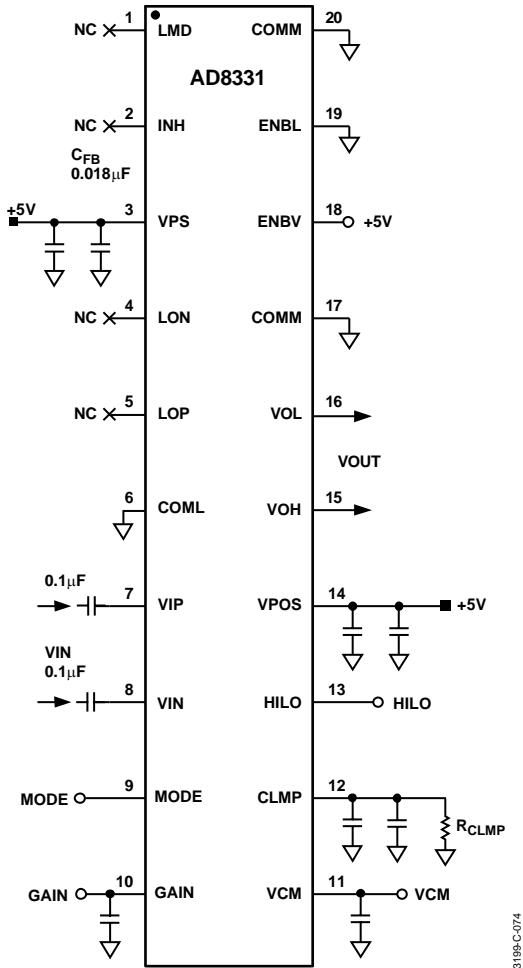 AD8331
NC 1 LMD COMM 20
NC 2 INH ENBL 19
C_FB
0.018µF
+5V 3 VPS ENBV 18 +5V
NC 4 LON COMM 17
NC 5 LOP VOL 16
VOUT
6 COML VOH 15
0.1µF
7 VIP VPOS 14 +5V
VIN
0.1µF
8 VIN HILO 13 HILO
MODE 9 MODE CLMP 12
R_CLMP
GAIN 10 GAIN VCM 11 VCM
3199-C-074